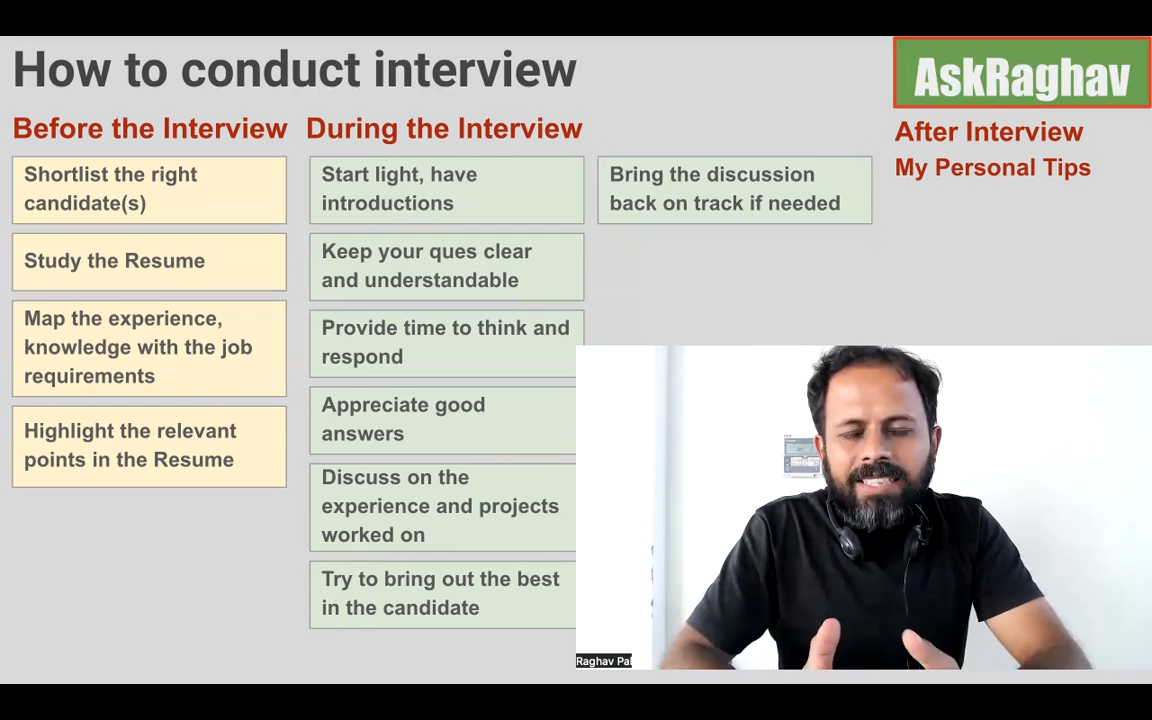 How to conduct interview
AskRaghav
Before the Interview
Shortlist the right
candidate(s)
Study the Resume
Map the experience,
knowledge with the job
requirements
Highlight the relevant
points in the Resume
During the Interview
Start light, have
introductions
Keep your ques clear
and understandable
Provide time to think and
respond
Appreciate good
answers
Discuss on the
experience and projects
worked on
Try to bring out the best
in the candidate
Bring the discussion
back on track if needed
After Interview
My Personal Tips
Raghav Pal